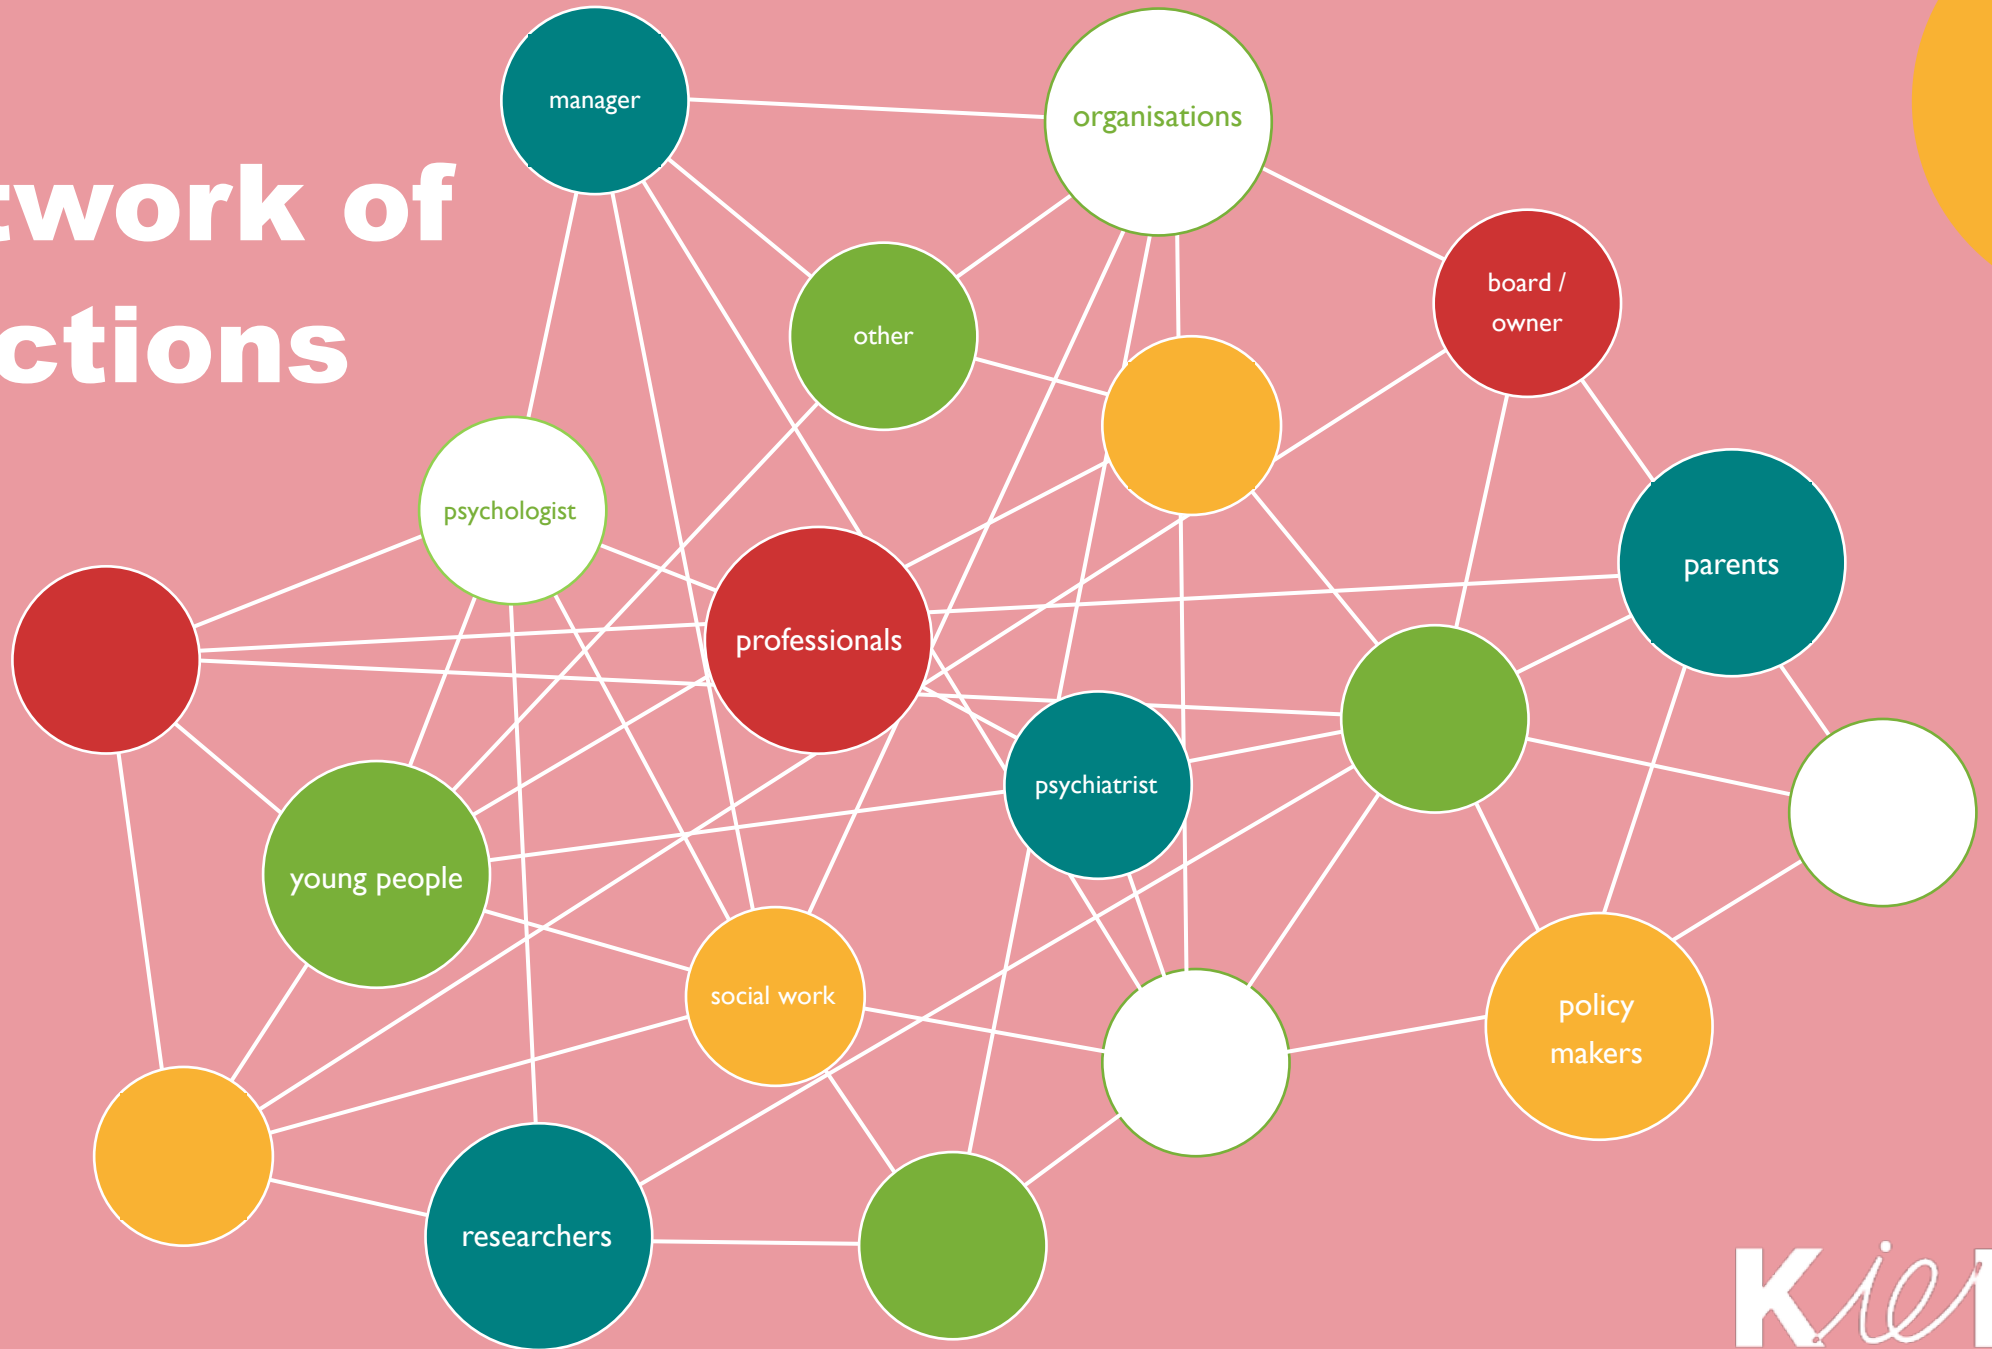 twork of
ctions
manager
organisations
other
board /
owner
psychologist
parents
professionals
psychiatrist
young people
social work
policy
makers
researchers
Kie